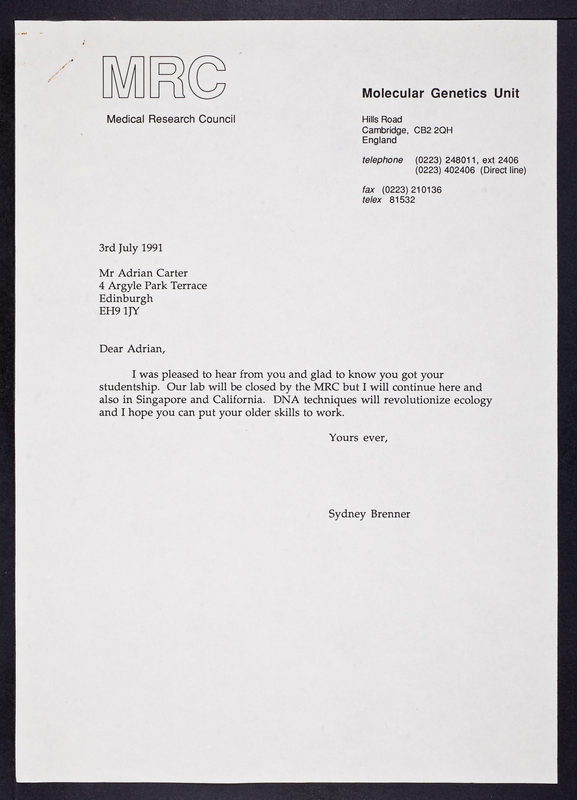 MRC
Medical Research Council
Molecular Genetics Unit
Hills Road
Cambridge, CB2 2QH
England
telephone (0223) 248011, ext 2406
(0223) 402406 (Direct line)
fax (0223) 210136
telex 81532
3rd July 1991
Mr Adrian Carter
4 Argyle Park Terrace
Edinburgh
EH9 1JY
Dear Adrian,
I was pleased to hear from you and glad to know you got your
studentship. Our lab will be closed by the MRC but I will continue here and
also in Singapore and California. DNA techniques will revolutionize ecology
and I hope you can put your older skills to work.
Yours ever,
Sydney Brenner